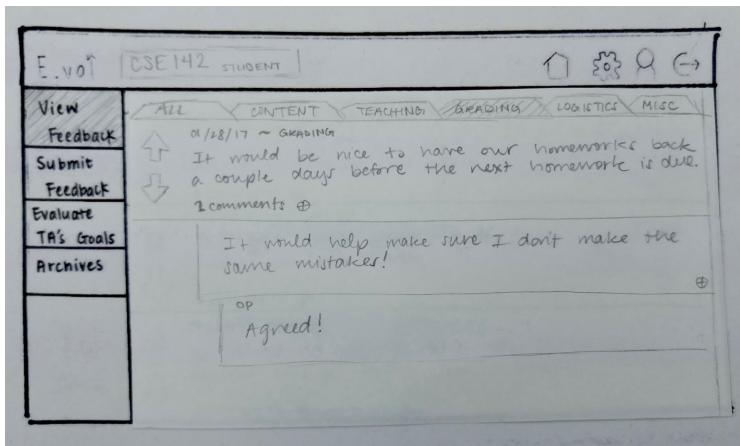 E.voi
CSE 142 STUDENT
View
Feedback
Submit
Feedback
Evaluate
TA's Goals
Archives
ALL CONTENT TEACHING GRADING LOGISTICS MISC
01/28/17 ~ GRADING
It would be nice to have our homeworks back
a couple days before the next homework is due.
2 comments
It would help make sure I don't make the
same mistakes!
OP
Agreed!